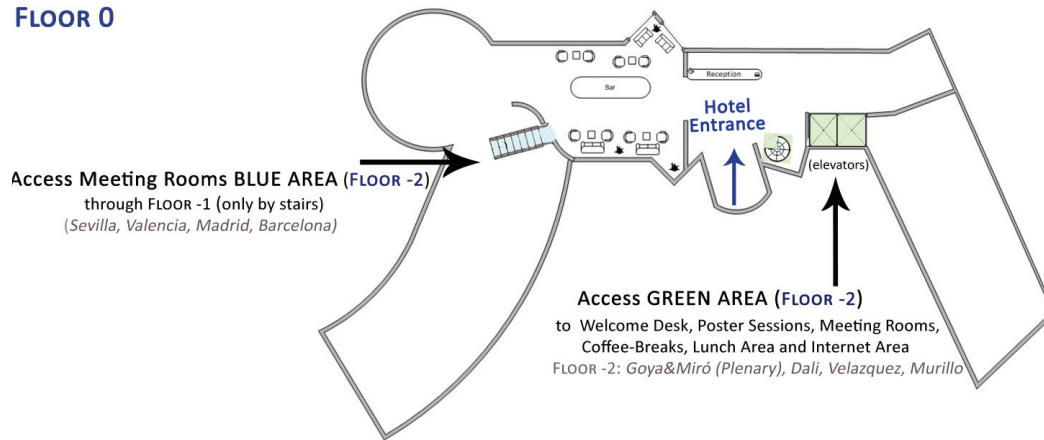 FLOOR 0
Reception
Bar
Hotel
Entrance
(elevators)
Access Meeting Rooms BLUE AREA (FLOOR -2)
through FLOOR -1 (only by stairs)
(Sevilla, Valencia, Madrid, Barcelona)
Access GREEN AREA (FLOOR -2)
to Welcome Desk, Poster Sessions, Meeting Rooms,
Coffee-Breaks, Lunch Area and Internet Area
FLOOR -2: Goya&Miró (Plenary), Dali, Velazquez, Murillo